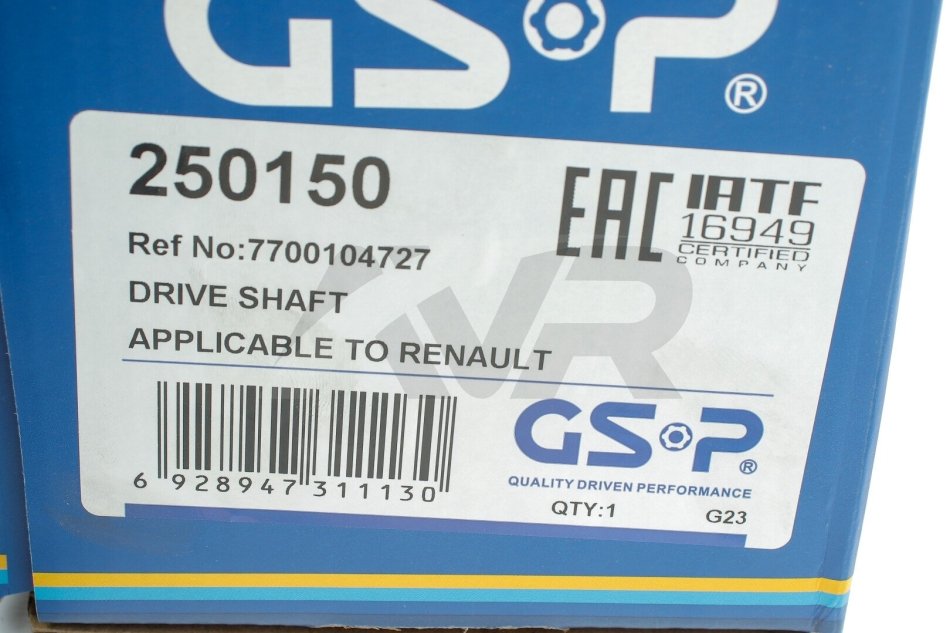 GSP®
250150
EAC
IATF
16949
CERTIFIED
COMPANY
Ref No:7700104727
DRIVE SHAFT
APPLICABLE TO RENAULT
VR
6 928947 311130
GSP®
QUALITY DRIVEN PERFORMANCE
QTY:1
G23